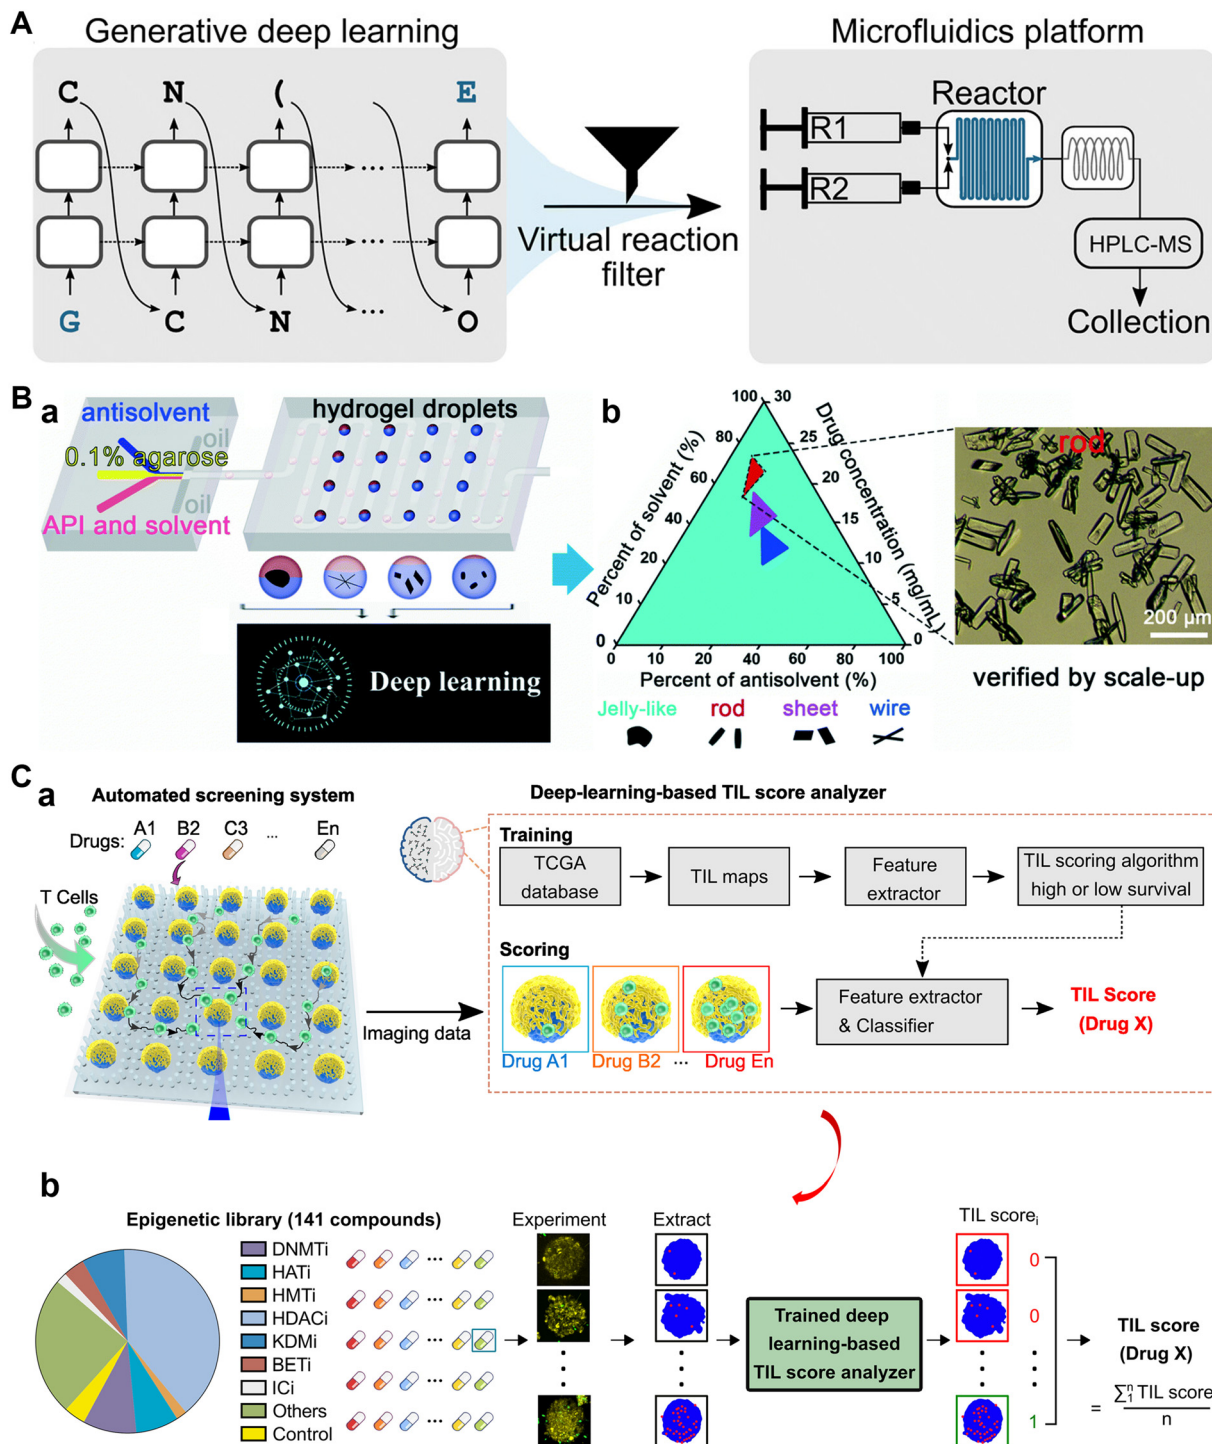 A
Generative deep learning
Microfluidics platform
C N ( ... E
... 
...
G C N ... O
Virtual reaction
filter
Reactor
R1
R2
HPLC-MS
Collection
B
a
antisolvent
oil
0.1% agarose
oil
API and solvent
hydrogel droplets
Deep learning
b
100 30
80 25
60 20
40 15
20 10
10 5
0 0
0 10 20 40 60 80 100
Percent of solvent (%)
Drug concentration (mg/mL)
Percent of antisolvent (%)
Jelly-like rod sheet wire
rod
200 μm
verified by scale-up
C
a
Automated screening system
Drugs: A1 B2 C3 ... En
T Cells
Imaging data
Deep-learning-based TIL score analyzer
Training
TCGA
database
TIL maps
Feature
extractor
TIL scoring algorithm
high or low survival
Scoring
Drug A1 Drug B2 ... Drug En
Feature extractor
& Classifier
TIL Score
(Drug X)
b
Epigenetic library (141 compounds)
DNMTi
HATi
HMTi
HDACi
KDMi
BETi
ICi
Others
Control
...
...
...
...
...
Experiment
Extract
Trained deep
learning-based
TIL score analyzer
TIL scoreᵢ
0
0
1
TIL score
(Drug X)
= ∑₁ⁿ TIL score
n